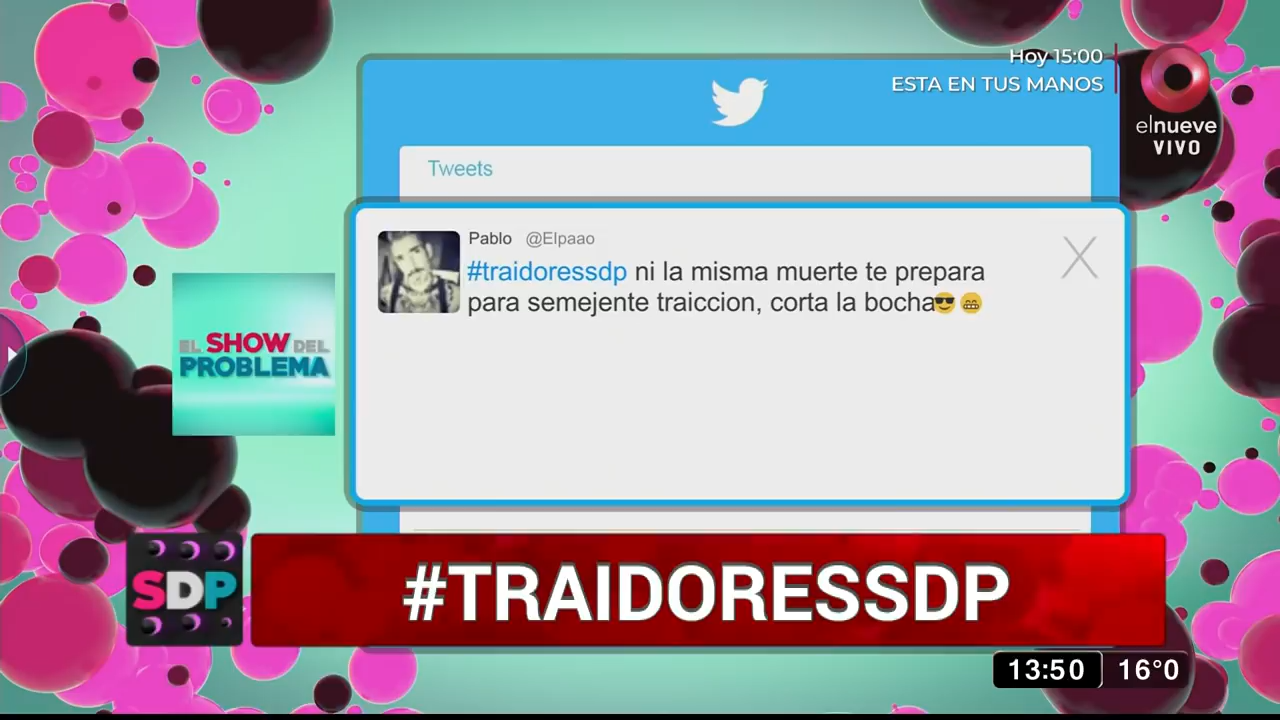 Hoy 15:00
ESTA EN TUS MANOS
elnueve
VIVO
Tweets
Pablo @Elpaao
#traidoressdp ni la misma muerte te prepara
para semejente traiccion, corta la bocha😎😁
EL SHOW DEL
PROBLEMA
SDP
#TRAIDORESSDP
13:50 16°0